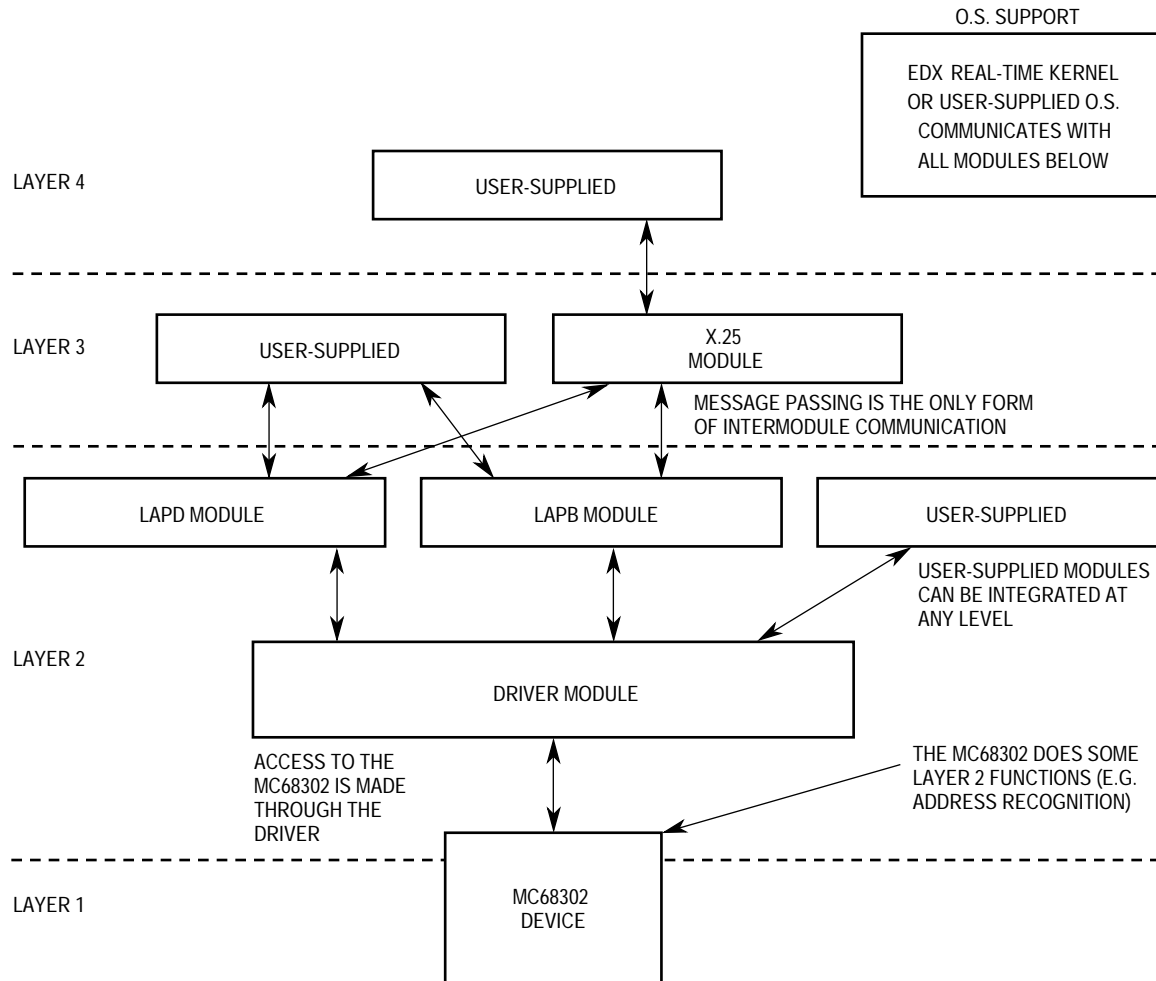 O.S. SUPPORT
EDX REAL-TIME KERNEL
OR USER-SUPPLIED O.S.
COMMUNICATES WITH
ALL MODULES BELOW
LAYER 4
USER-SUPPLIED
LAYER 3
USER-SUPPLIED
X.25
MODULE
MESSAGE PASSING IS THE ONLY FORM
OF INTERMODULE COMMUNICATION
LAPD MODULE
LAPB MODULE
USER-SUPPLIED
USER-SUPPLIED MODULES
CAN BE INTEGRATED AT
ANY LEVEL
LAYER 2
DRIVER MODULE
ACCESS TO THE
MC68302 IS MADE
THROUGH THE
DRIVER
THE MC68302 DOES SOME
LAYER 2 FUNCTIONS (E.G.
ADDRESS RECOGNITION)
LAYER 1
MC68302
DEVICE